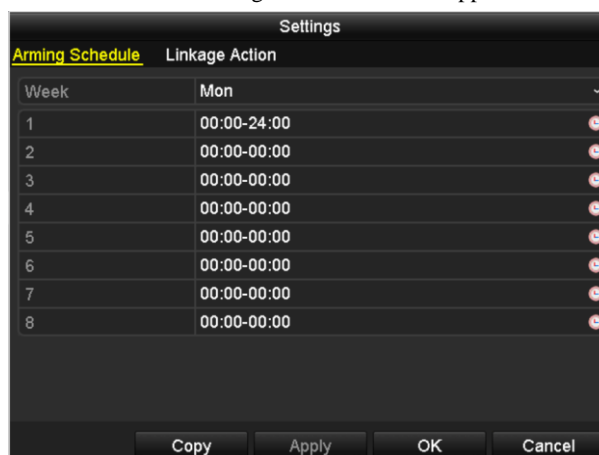 Settings
Arming Schedule Linkage Action
Week Mon
1 00:00-24:00
2 00:00-00:00
3 00:00-00:00
4 00:00-00:00
5 00:00-00:00
6 00:00-00:00
7 00:00-00:00
8 00:00-00:00
Copy Apply OK Cancel